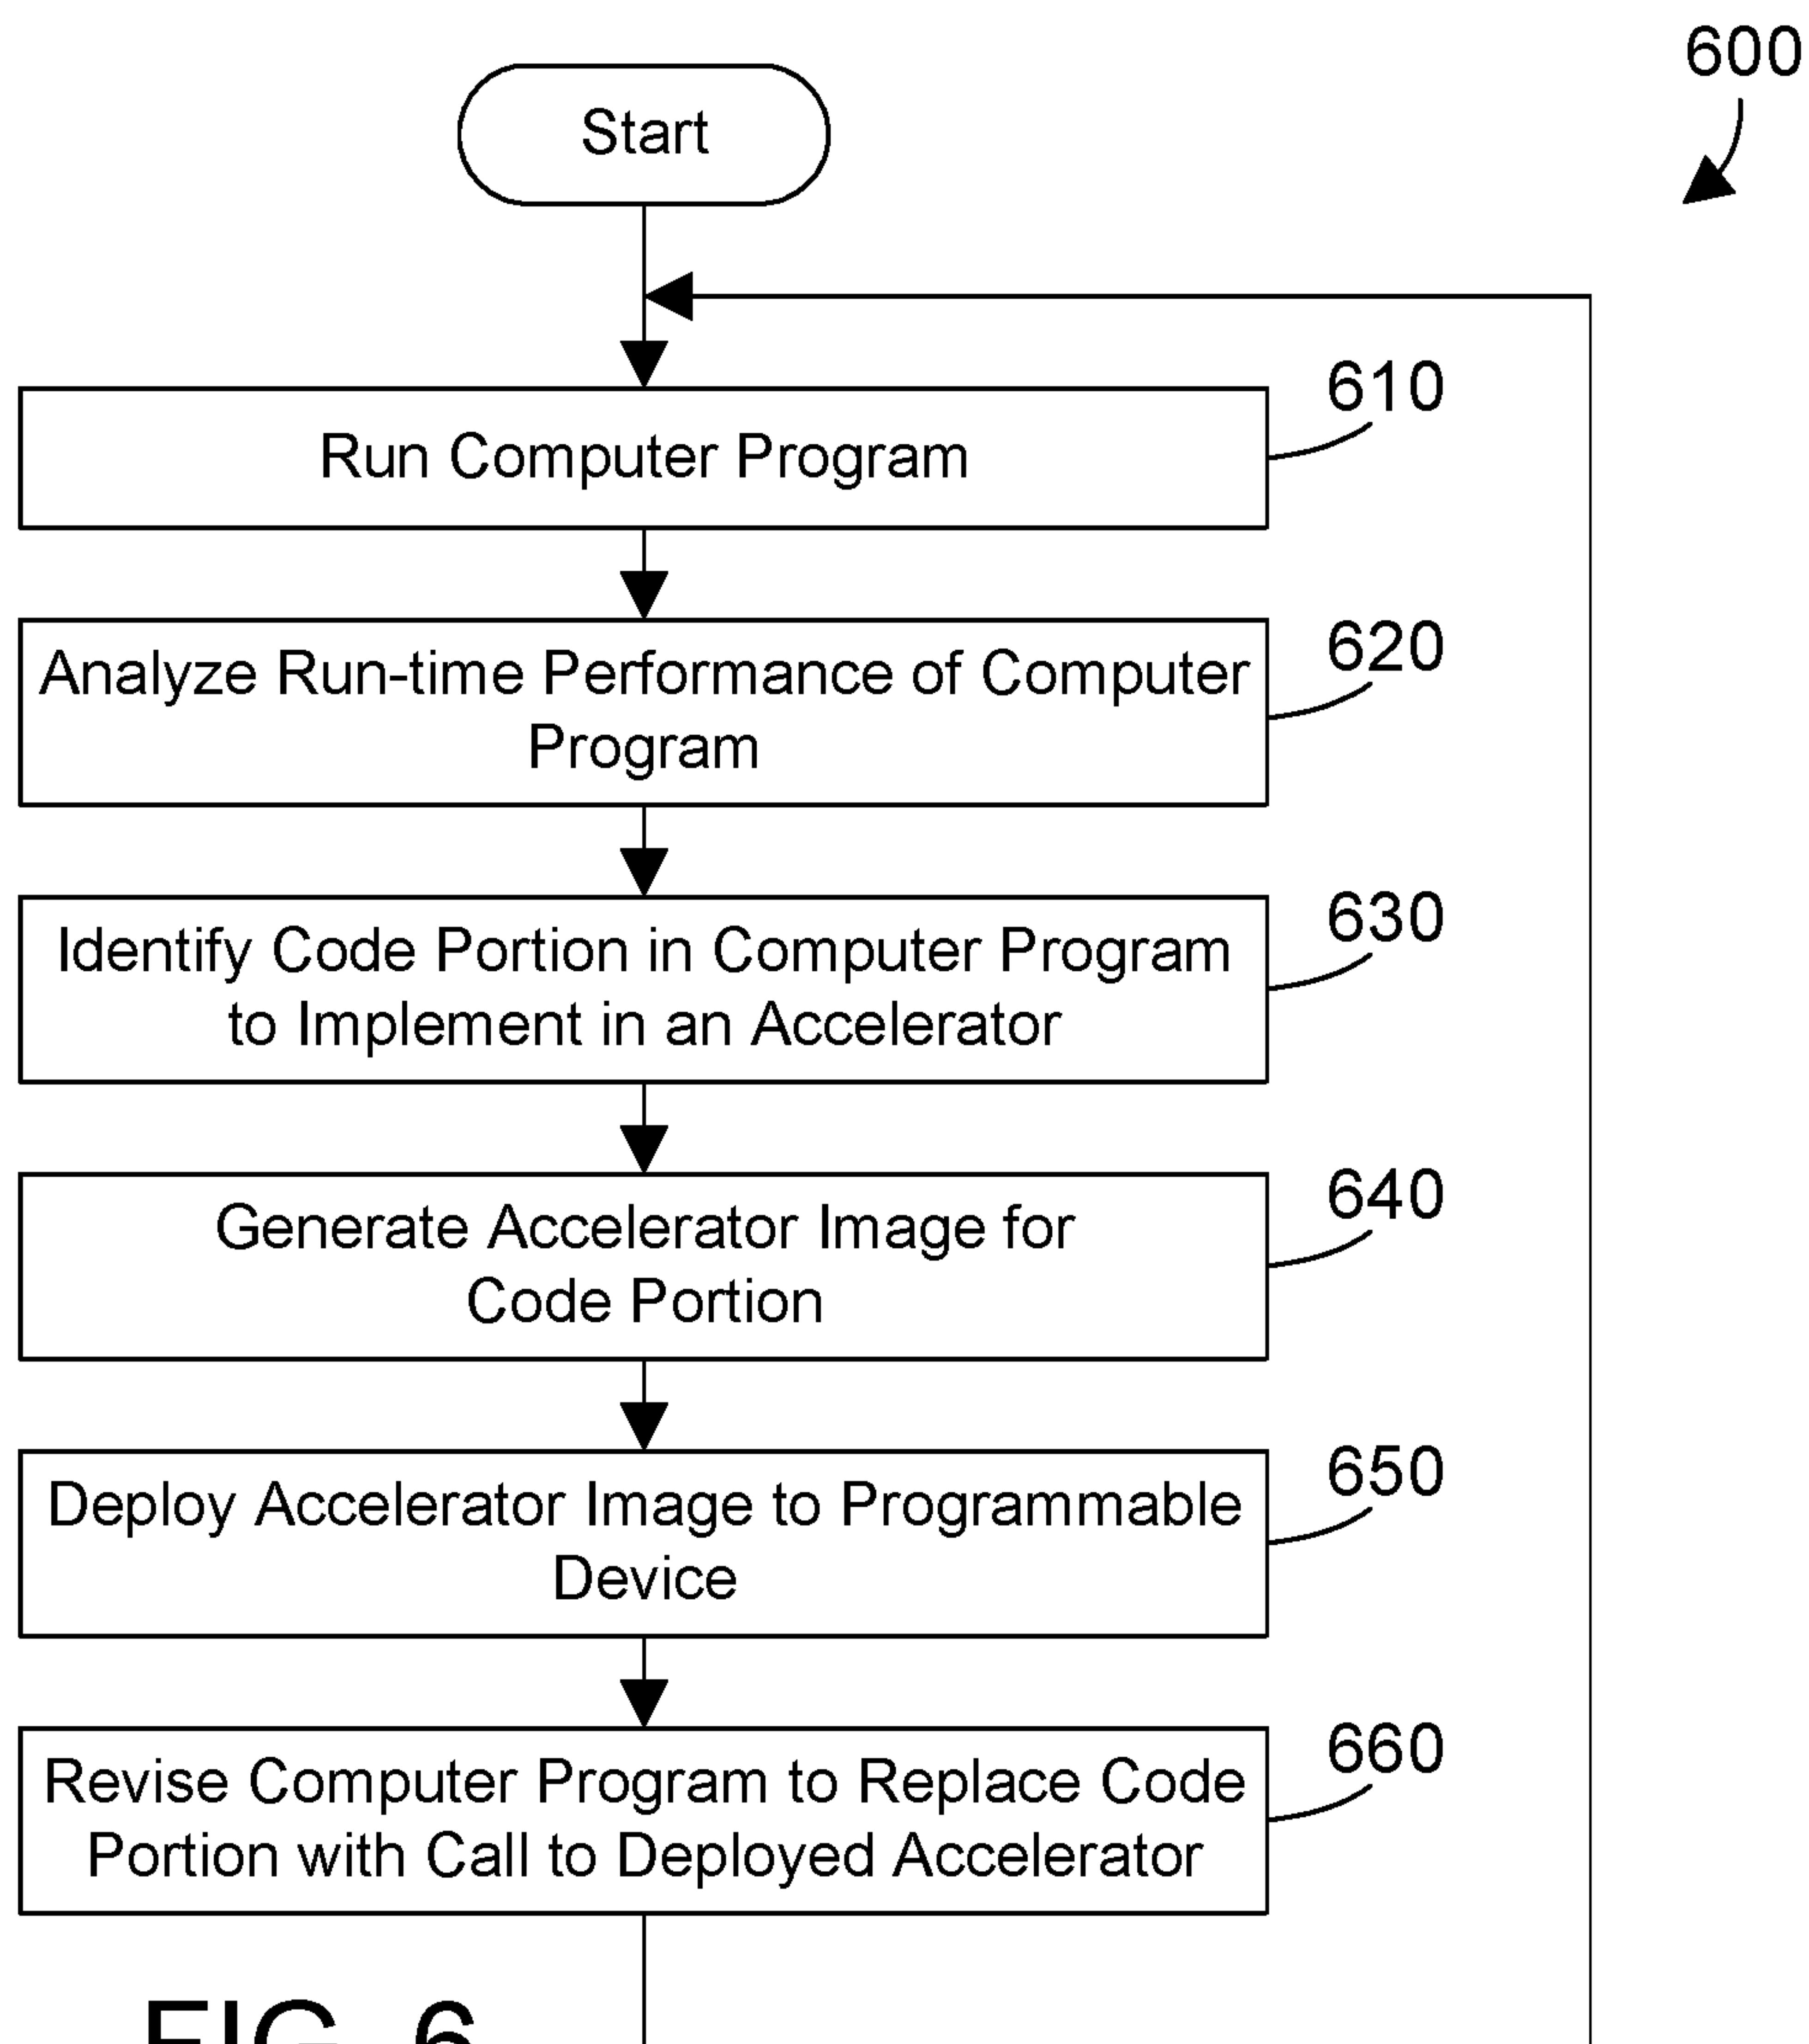 600
Start
610
Run Computer Program
620
Analyze Run-time Performance of Computer
Program
630
Identify Code Portion in Computer Program
to Implement in an Accelerator
640
Generate Accelerator Image for
Code Portion
650
Deploy Accelerator Image to Programmable
Device
660
Revise Computer Program to Replace Code
Portion with Call to Deployed Accelerator
FIG. 6